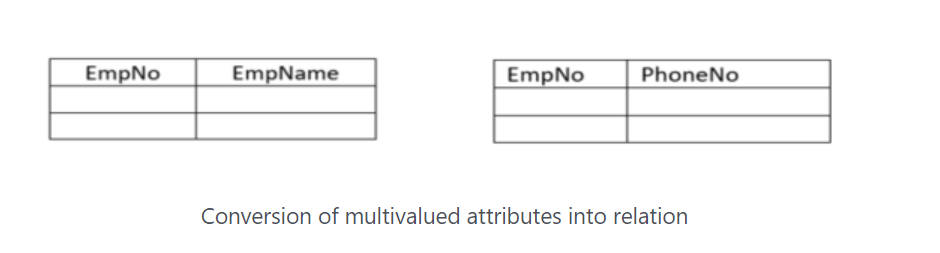 EmpNo EmpName EmpNo PhoneNo
Conversion of multivalued attributes into relation